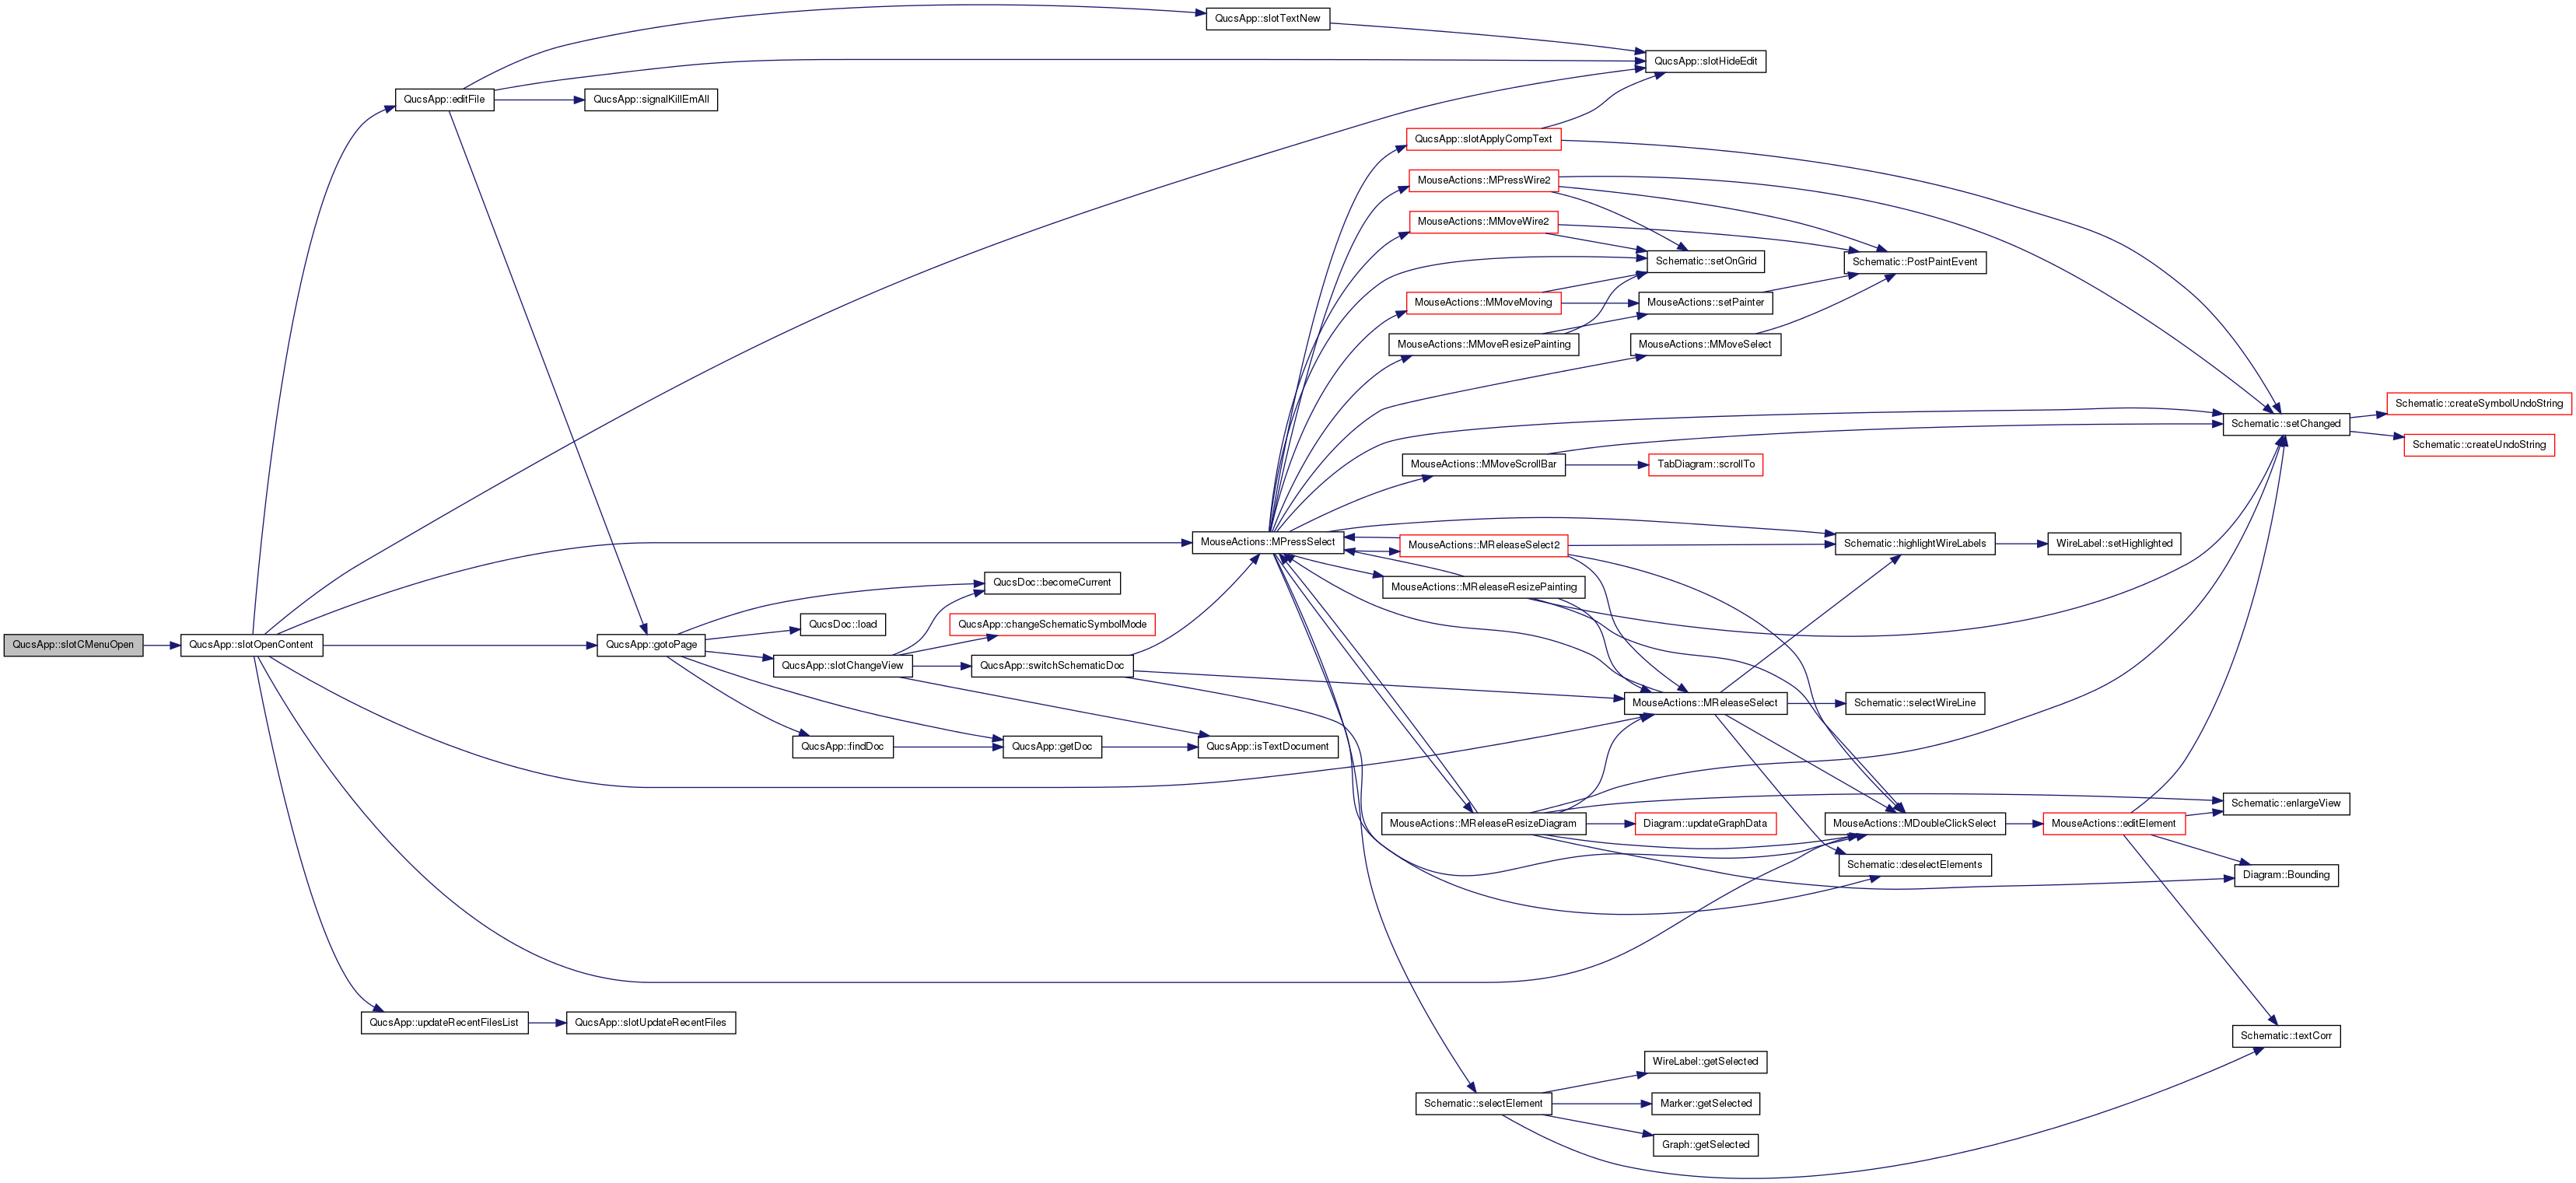 QucsApp::slotCMenuOpen
QucsApp::slotOpenContent
QucsApp::editFile
QucsApp::updateRecentFilesList
QucsApp::signalKillEmAll
QucsApp::gotoPage
QucsApp::slotUpdateRecentFiles
QucsDoc::load
QucsApp::slotChangeView
QucsApp::findDoc
QucsDoc::becomeCurrent
QucsApp::changeSchematicSymbolMode
QucsApp::switchSchematicDoc
QucsApp::getDoc
QucsApp::slotTextNew
MouseActions::MPressSelect
QucsApp::isTextDocument
QucsApp::slotApplyCompText
MouseActions::MPressWire2
MouseActions::MMoveWire2
MouseActions::MMoveMoving
MouseActions::MMoveResizePainting
MouseActions::MMoveScrollBar
MouseActions::MReleaseSelect2
MouseActions::MReleaseResizePainting
MouseActions::MReleaseResizeDiagram
Schematic::selectElement
QucsApp::slotHideEdit
Schematic::setOnGrid
MouseActions::setPainter
MouseActions::MMoveSelect
TabDiagram::scrollTo
MouseActions::MReleaseSelect
Diagram::updateGraphData
WireLabel::getSelected
Marker::getSelected
Graph::getSelected
Schematic::PostPaintEvent
Schematic::highlightWireLabels
Schematic::selectWireLine
MouseActions::MDoubleClickSelect
Schematic::deselectElements
WireLabel::setHighlighted
MouseActions::editElement
Schematic::setChanged
Schematic::enlargeView
Diagram::Bounding
Schematic::textCorr
Schematic::createSymbolUndoString
Schematic::createUndoString